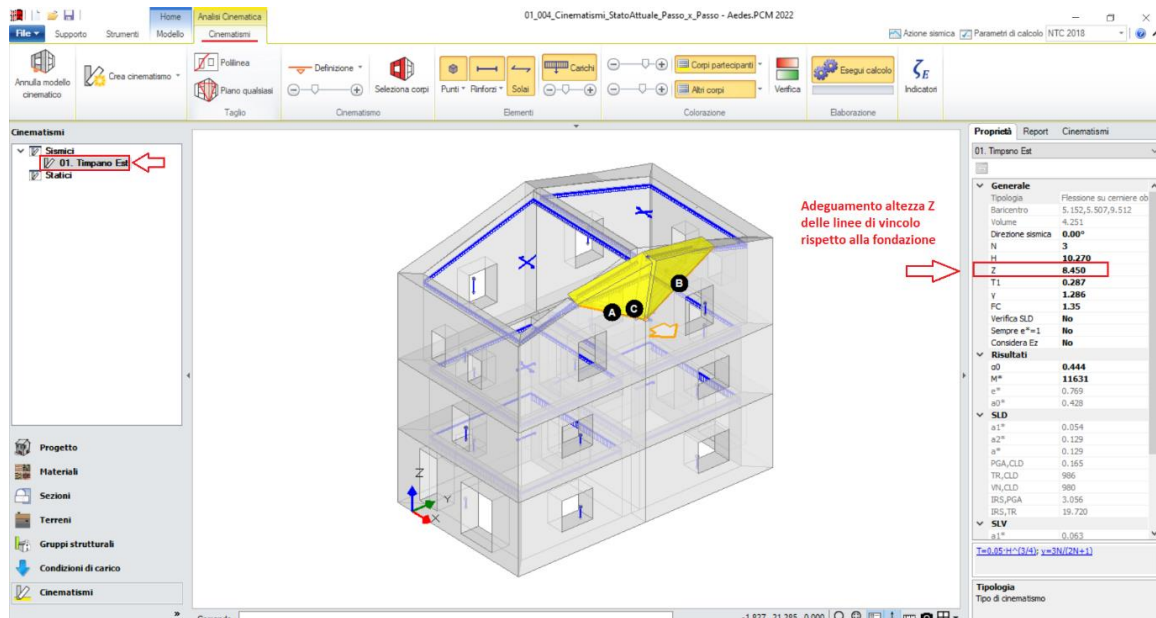 01_004_Cinematismi_StatoAttuale_Passo_x_Passo - Aedes.PCM 2022
Home
Analisi Cinematica
File
Supporto
Strumenti
Modello
Cinematismi
Azione sismica
Parametri di calcolo
NTC 2018
Annulla modello
cinematico
Crea cinematismo
Polilinea
Piano qualsiasi
Taglio
Definizione
Seleziona corpi
Cinematismo
Punti
Rinforzi
Solai
Carichi
Elementi
Corpi partecipanti
Altri corpi
Colorazione
Verifica
Esegui calcolo
Elaborazione
ζE
Indicatori
Cinematismi
Sismici
01. Timpano Est
Statici
Progetto
Materiali
Sezioni
Terreni
Gruppi strutturali
Condizioni di carico
Cinematismi
»
A
C
B
Z
Y
X
Adeguamento altezza Z
delle linee di vincolo
rispetto alla fondazione
Comando
-1.827, -21.285, 0.000
Proprietà Report Cinematismi
01. Timpano Est
Generale
Tipologia Flessione su cerniere ob
Baricentro 5.152,5.507,9.512
Volume 4.251
Direzione sismica 0.00°
N 3
H 10.270
Z 8.450
T1 0.287
γ 1.286
FC 1.35
Verifica SLD No
Sempre e*=1 No
Considera Ez No
Risultati
α0 0.444
M* 11631
e* 0.769
a0* 0.428
SLD
a1* 0.054
a2* 0.129
a* 0.129
PGA,CLD 0.165
TR,CLD 986
VN,CLD 980
IRS,PGA 3.056
IRS,TR 19.720
SLV
a1* 0.063
T=0.05·H^(3/4); γ=3N/(2N+1)
Tipologia
Tipo di cinematismo